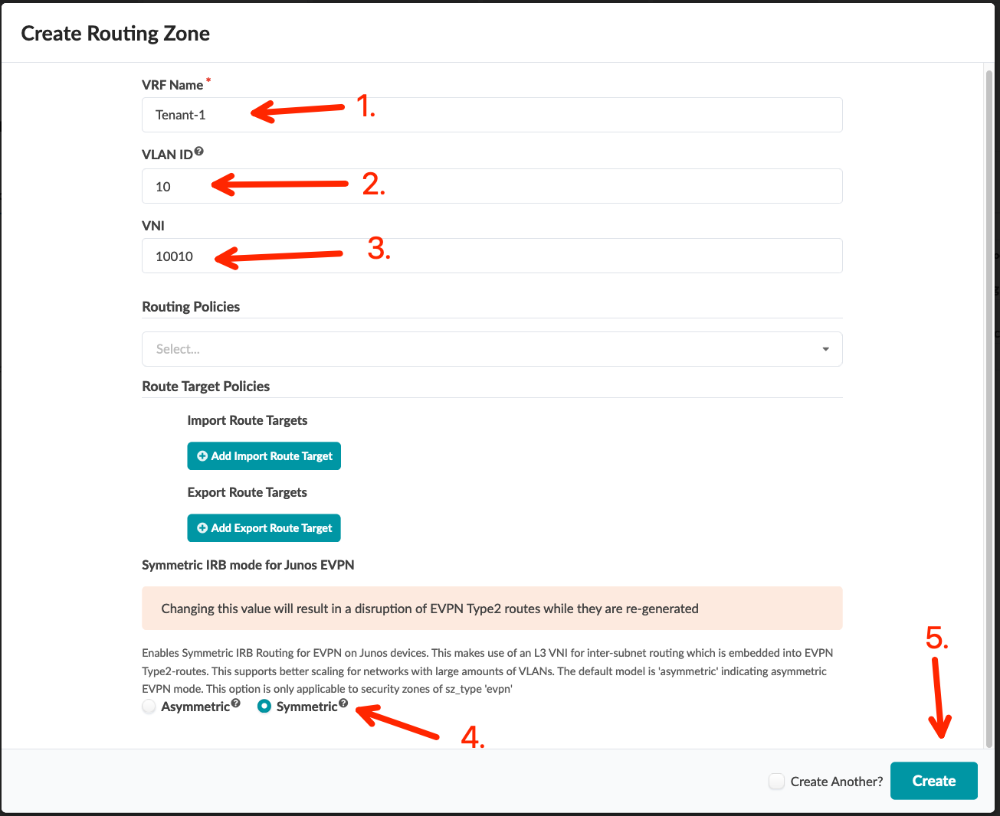 Create Routing Zone
VRF Name *
Tenant-1
1.
VLAN ID
10
2.
VNI
10010
3.
Routing Policies
Select...
Route Target Policies
Import Route Targets
Add Import Route Target
Export Route Targets
Add Export Route Target
Symmetric IRB mode for Junos EVPN
Changing this value will result in a disruption of EVPN Type2 routes while they are re-generated
Enables Symmetric IRB Routing for EVPN on Junos devices. This makes use of an L3 VNI for inter-subnet routing which is embedded into EVPN
Type2-routes. This supports better scaling for networks with large amounts of VLANs. The default model is 'asymmetric' indicating asymmetric
EVPN mode. This option is only applicable to security zones of sz_type 'evpn'
Asymmetric? Symmetric?
4.
5.
Create Another? Create